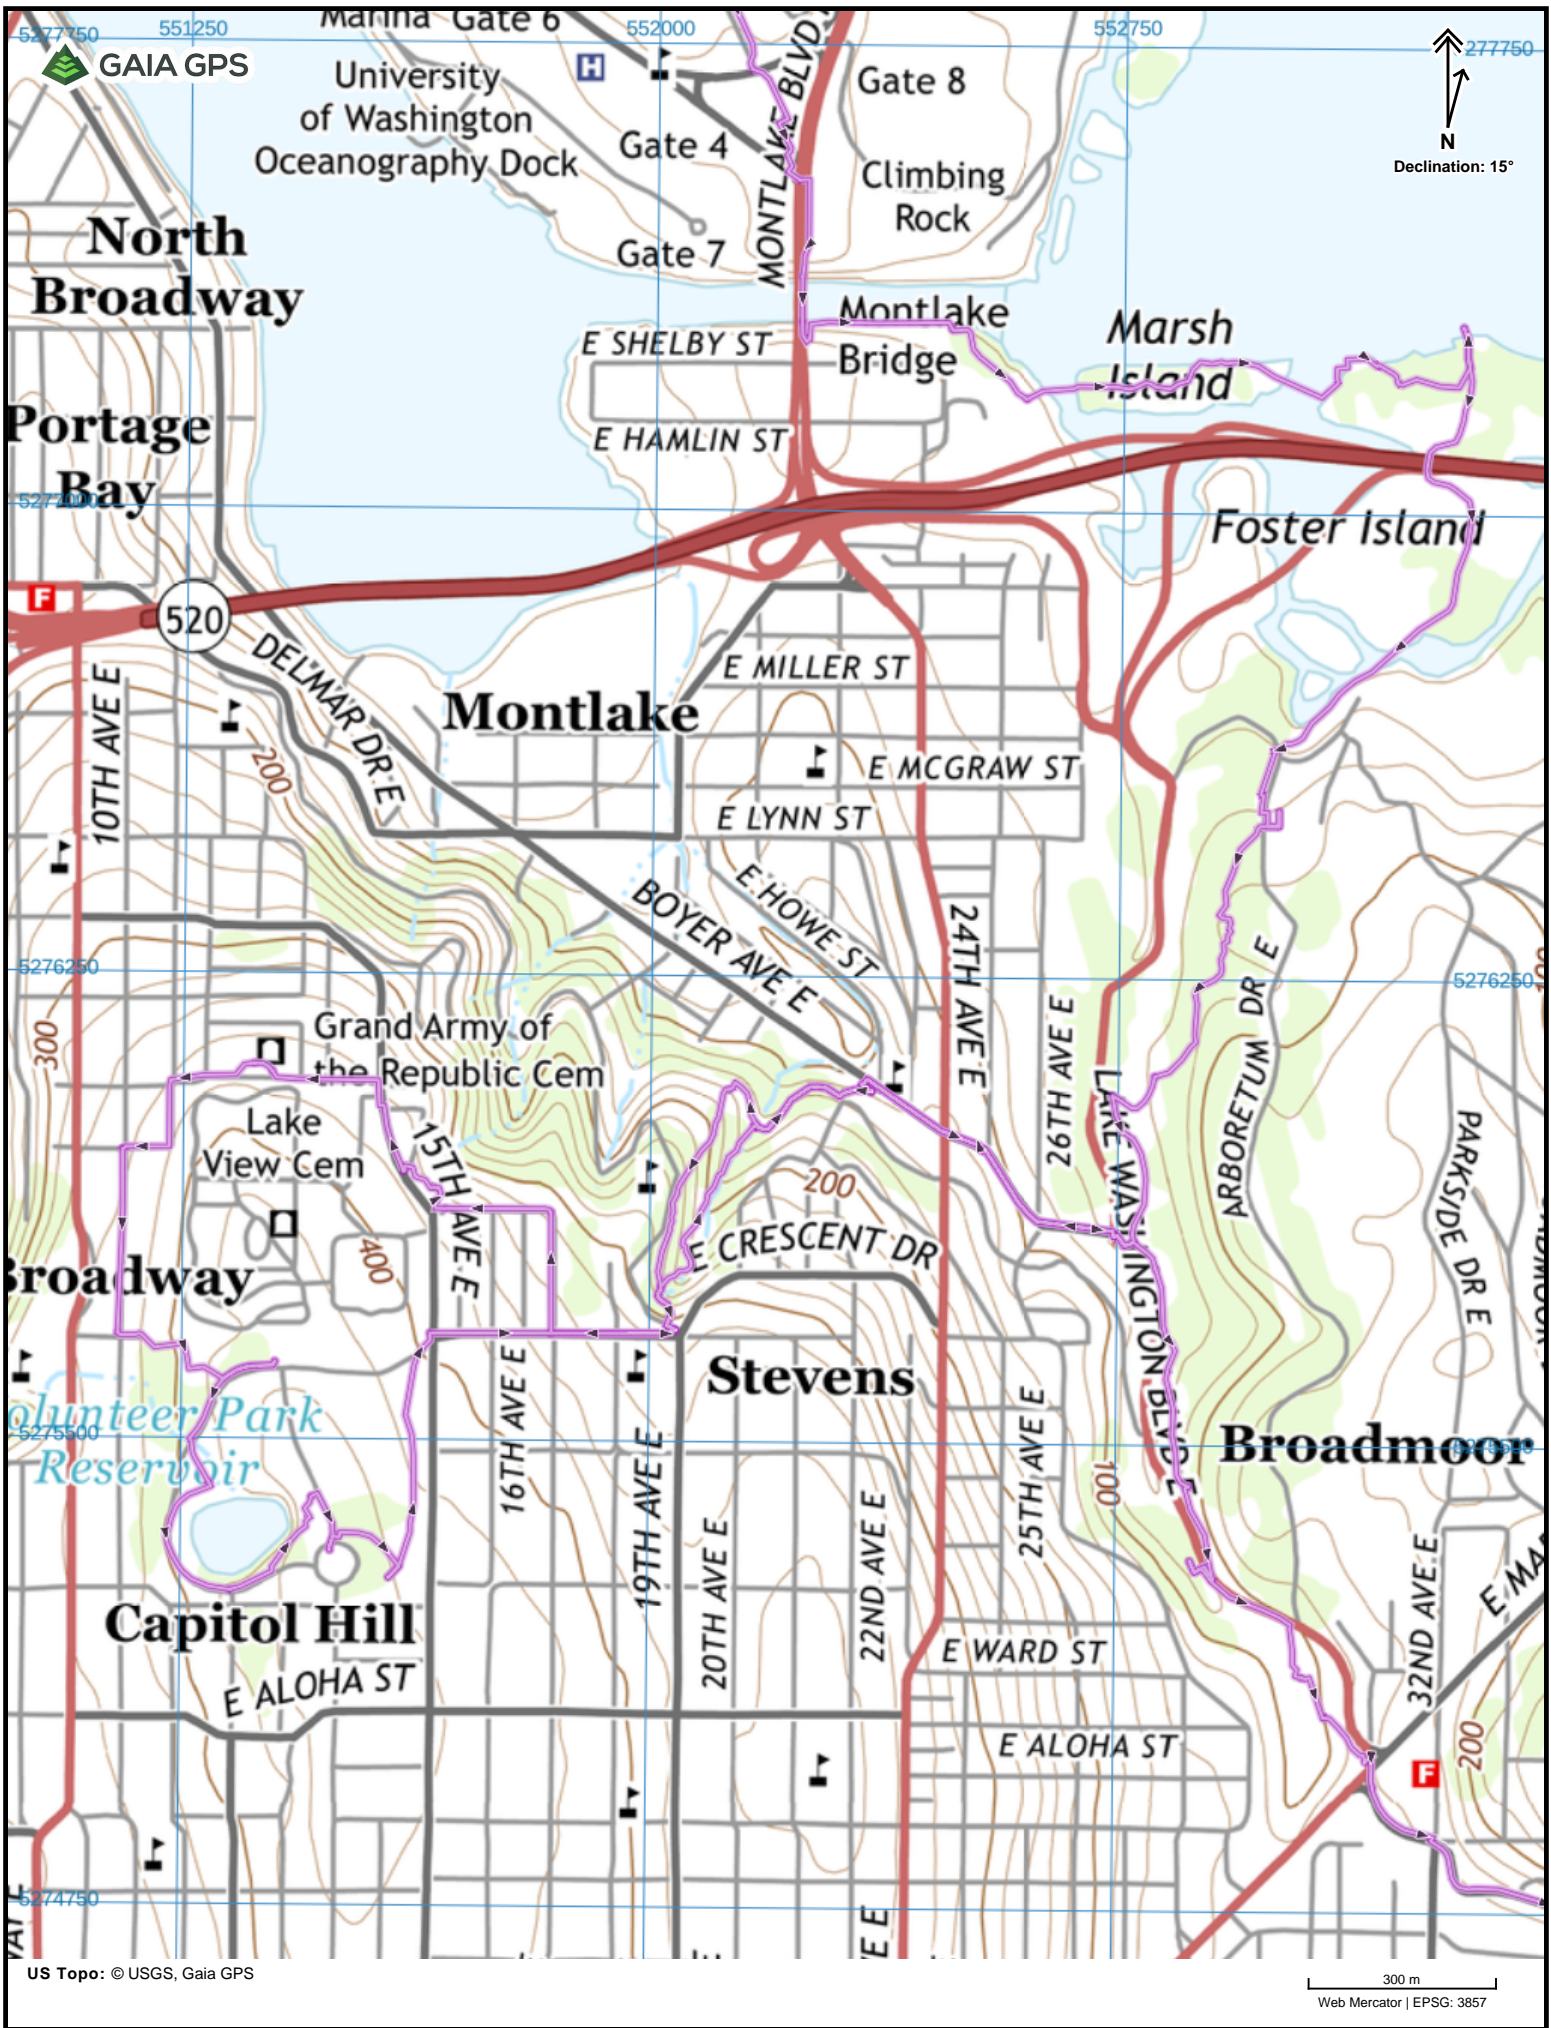 Marina Gate 6
5277750
551250
552000
552750
277750
GAIA GPS
University
of Washington
Oceanography Dock
H
MONTLAKE BLVD
Gate 8
Gate 4
Climbing
Rock
Gate 7
N
Declination: 15°
North
Broadway
Montlake
Bridge
E SHELBY ST
Marsh
Island
Portage
Bay
E HAMLIN ST
5277000
Foster Island
F
520
DELMAR DR E
10TH AVE E
E MILLER ST
Montlake
200
E MCGRAW ST
E LYNN ST
E HOWE ST
BOYER AVE E
24TH AVE E
5276250
5276250
ARBORETUM DR E
26TH AVE E
300
Grand Army of
the Republic Cem
Lake
View Cem
15TH AVE E
LAKE WASHINGTON BLVD E
PARKSIDE DR E
200
E CRESCENT DR
400
Broadway
16TH AVE E
Stevens
Volunteer Park
Reservoir
5275500
19TH AVE E
25TH AVE E
100
Broadmoor
20TH AVE E
22ND AVE E
32ND AVE E
E MA
Capitol Hill
E ALOHA ST
E WARD ST
E ALOHA ST
F
200
5274750
VE E
US Topo: © USGS, Gaia GPS
300 m
Web Mercator | EPSG: 3857